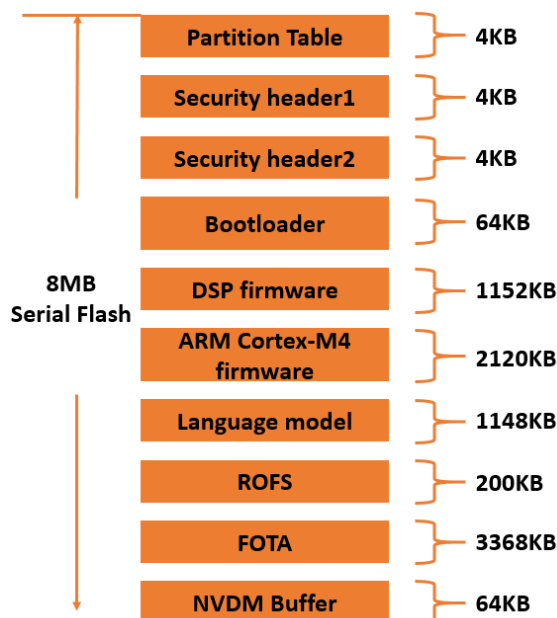 Partition Table
4KB
Security header1
4KB
Security header2
4KB
Bootloader
64KB
8MB
Serial Flash
DSP firmware
1152KB
ARM Cortex-M4
firmware
2120KB
Language model
1148KB
ROFS
200KB
FOTA
3368KB
NVDM Buffer
64KB